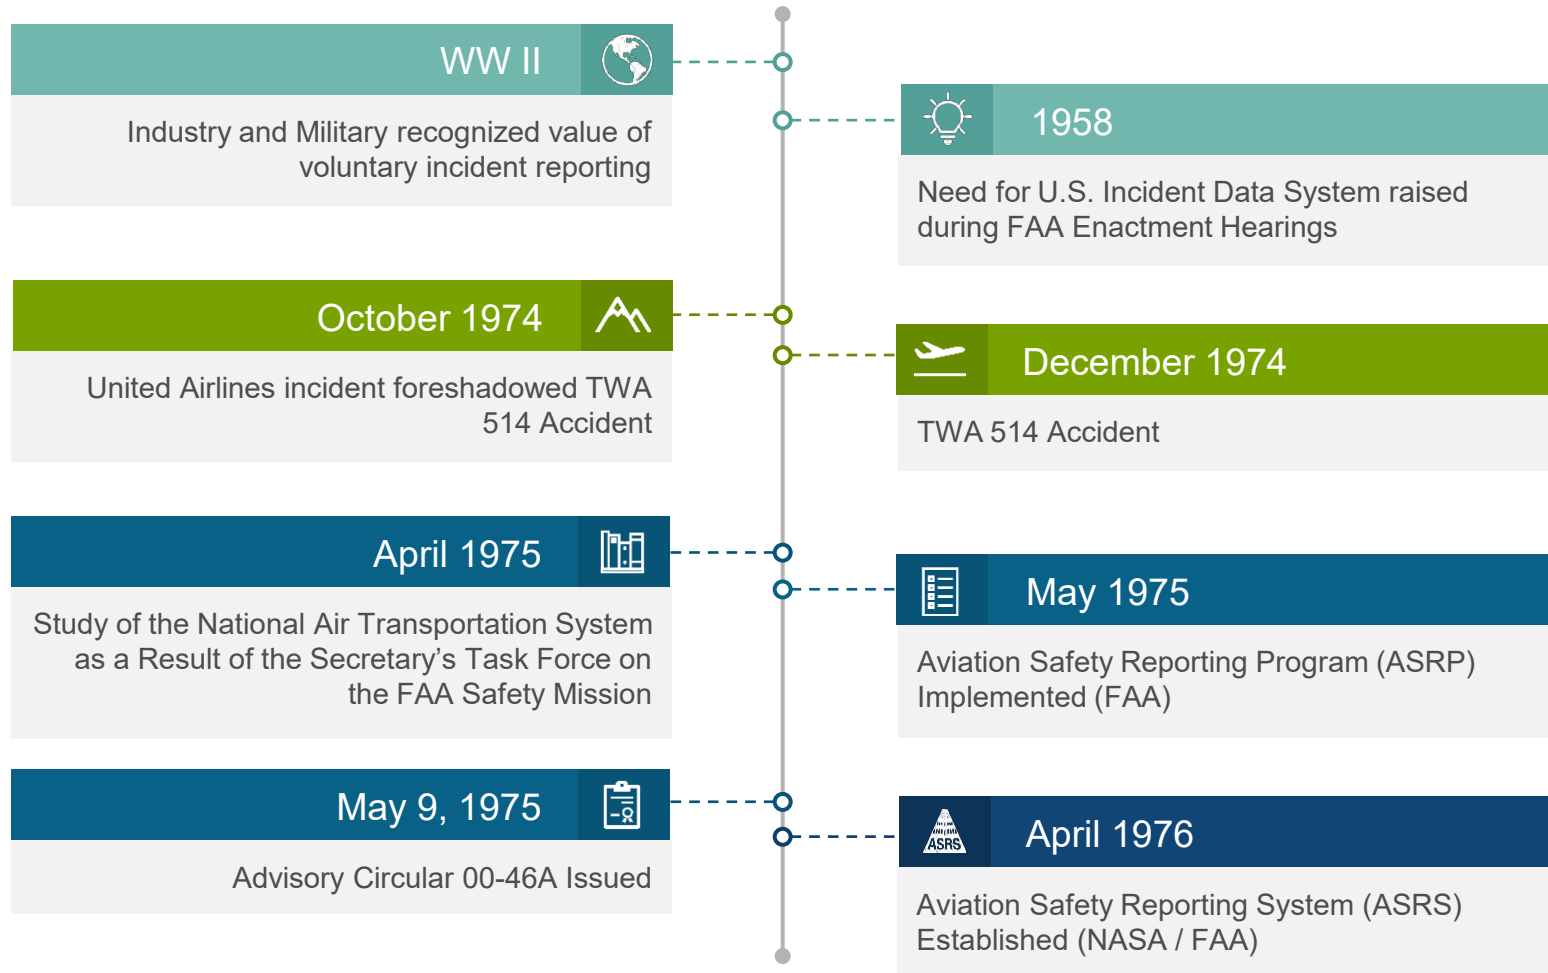 WW II
Industry and Military recognized value of
voluntary incident reporting
1958
Need for U.S. Incident Data System raised
during FAA Enactment Hearings
October 1974
United Airlines incident foreshadowed TWA
514 Accident
December 1974
TWA 514 Accident
April 1975
Study of the National Air Transportation System
as a Result of the Secretary’s Task Force on
the FAA Safety Mission
May 1975
Aviation Safety Reporting Program (ASRP)
Implemented (FAA)
May 9, 1975
Advisory Circular 00-46A Issued
ASRS
April 1976
Aviation Safety Reporting System (ASRS)
Established (NASA / FAA)